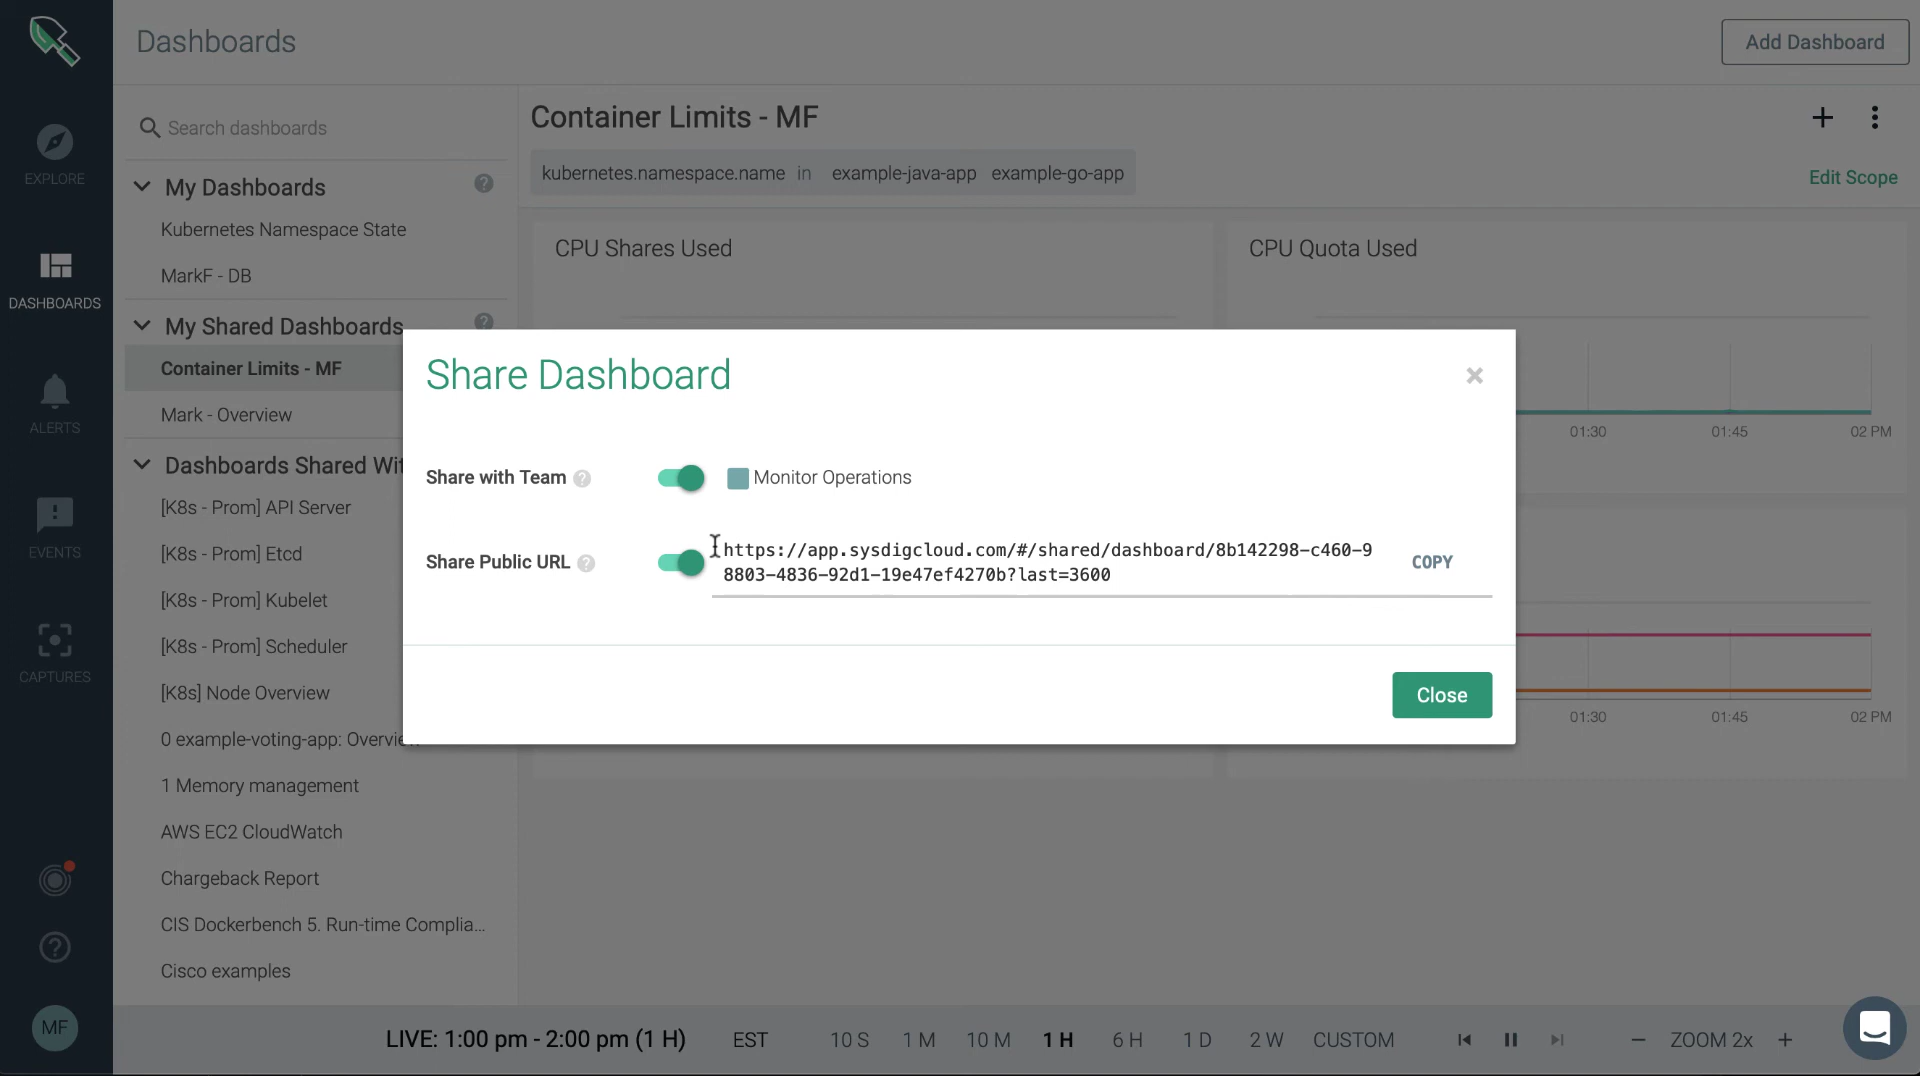 Dashboards
Add Dashboard
EXPLORE
DASHBOARDS
ALERTS
EVENTS
CAPTURES
MF
Search dashboards
My Dashboards
Kubernetes Namespace State
MarkF - DB
My Shared Dashboards
Container Limits - MF
Mark - Overview
Dashboards Shared Wit
[K8s - Prom] API Server
[K8s - Prom] Etcd
[K8s - Prom] Kubelet
[K8s - Prom] Scheduler
[K8s] Node Overview
0 example-voting-app: Overview
1 Memory management
AWS EC2 CloudWatch
Chargeback Report
CIS Dockerbench 5. Run-time Complia...
Cisco examples
Container Limits - MF
kubernetes.namespace.name in example-java-app example-go-app
Edit Scope
CPU Shares Used
CPU Quota Used
01:30 01:45 02 PM
01:30 01:45 02 PM
Share Dashboard
×
Share with Team ?
Monitor Operations
Share Public URL ?
https://app.sysdigcloud.com/#/shared/dashboard/8b142298-c460-9
8803-4836-92d1-19e47ef4270b?last=3600
COPY
Close
LIVE: 1:00 pm - 2:00 pm (1 H) EST 10 S 1 M 10 M 1 H 6 H 1 D 2 W CUSTOM − ZOOM 2x +